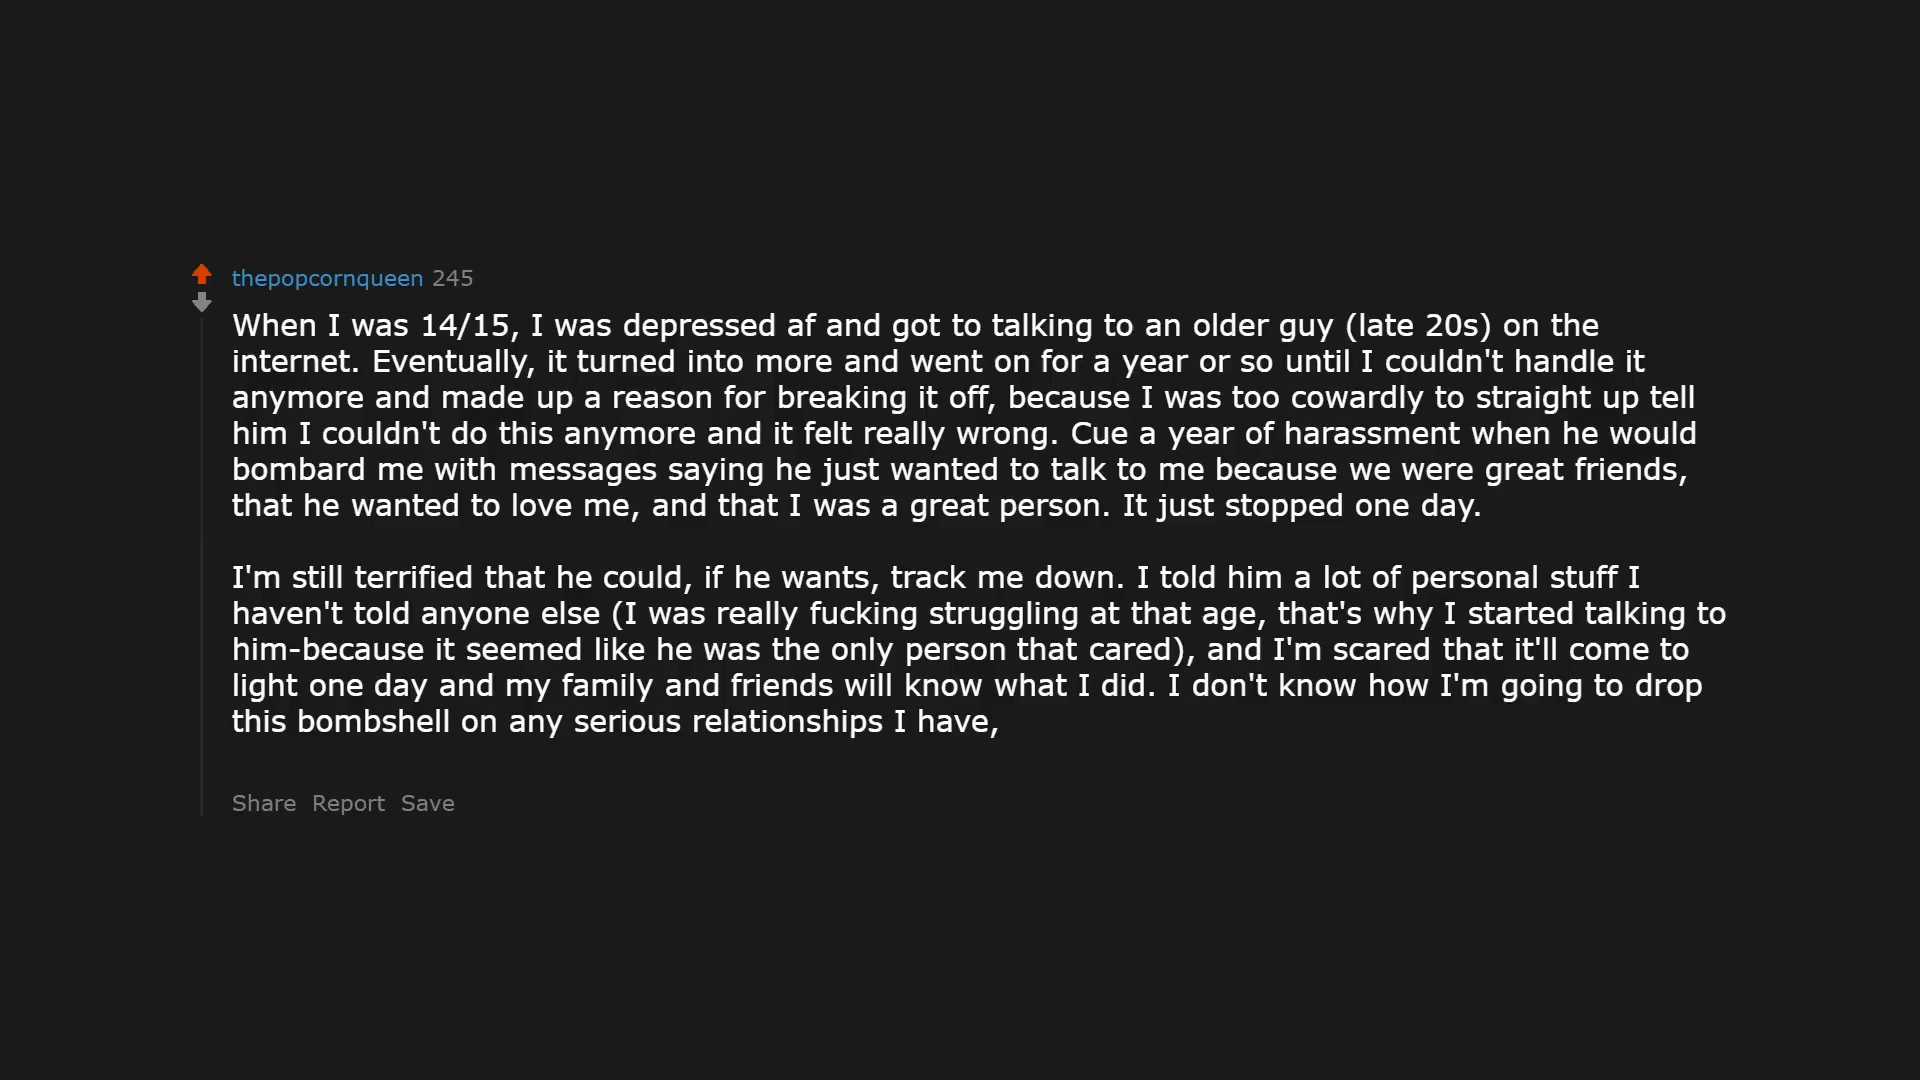 thepopcornqueen 245
When I was 14/15, I was depressed af and got to talking to an older guy (late 20s) on the
internet. Eventually, it turned into more and went on for a year or so until I couldn't handle it
anymore and made up a reason for breaking it off, because I was too cowardly to straight up tell
him I couldn't do this anymore and it felt really wrong. Cue a year of harassment when he would
bombard me with messages saying he just wanted to talk to me because we were great friends,
that he wanted to love me, and that I was a great person. It just stopped one day.
I'm still terrified that he could, if he wants, track me down. I told him a lot of personal stuff I
haven't told anyone else (I was really fucking struggling at that age, that's why I started talking to
him-because it seemed like he was the only person that cared), and I'm scared that it'll come to
light one day and my family and friends will know what I did. I don't know how I'm going to drop
this bombshell on any serious relationships I have,
Share Report Save